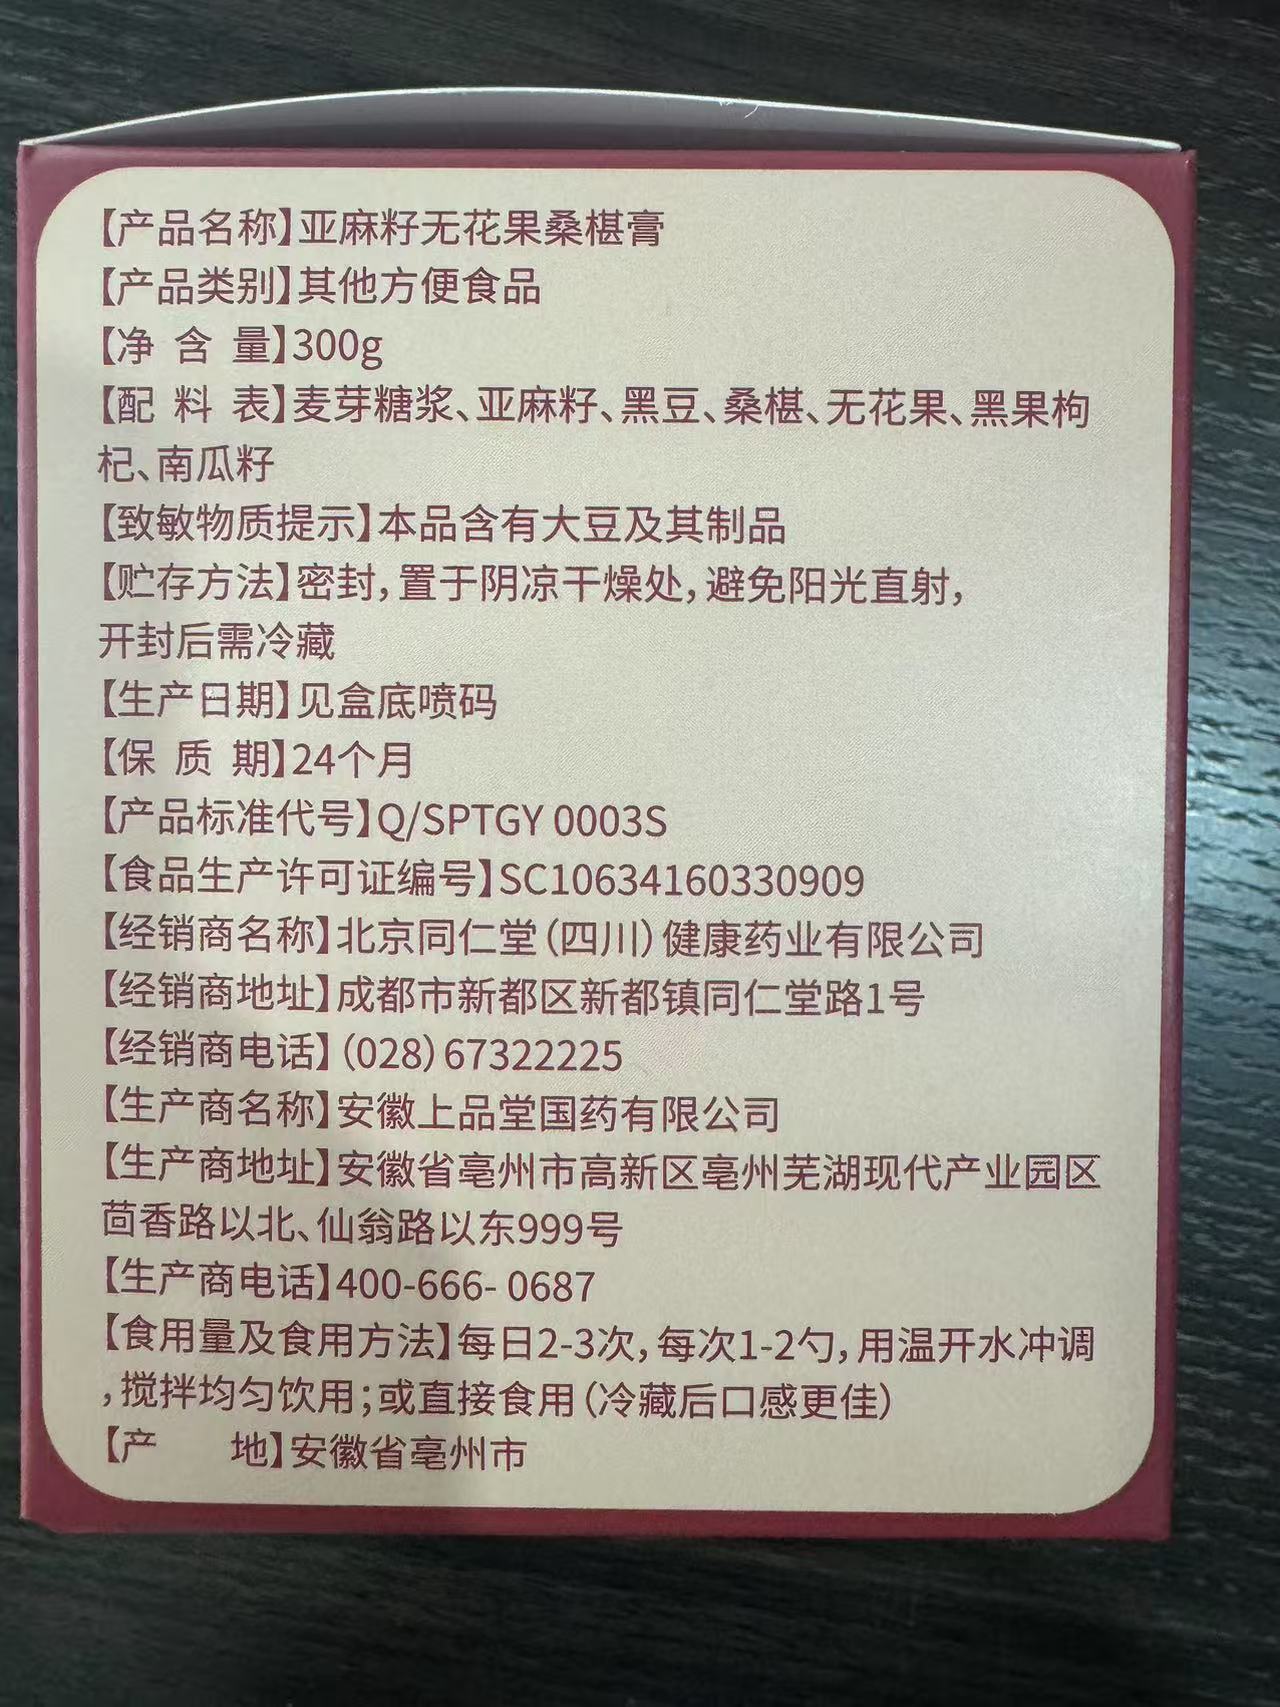 【产品名称】亚麻籽无花果桑椹膏
【产品类别】其他方便食品
【净 含 量】300g
【配 料 表】麦芽糖浆、亚麻籽、黑豆、桑椹、无花果、黑果枸
杞、南瓜籽
【致敏物质提示】本品含有大豆及其制品
【贮存方法】密封，置于阴凉干燥处，避免阳光直射，
开封后需冷藏
【生产日期】见盒底喷码
【保 质 期】24个月
【产品标准代号】Q/SPTGY 0003S
【食品生产许可证编号】SC10634160330909
【经销商名称】北京同仁堂（四川）健康药业有限公司
【经销商地址】成都市新都区新都镇同仁堂路1号
【经销商电话】（028）67322225
【生产商名称】安徽上品堂国药有限公司
【生产商地址】安徽省亳州市高新区亳州芜湖现代产业园区
茴香路以北、仙翁路以东999号
【生产商电话】400-666- 0687
【食用量及食用方法】每日2-3次，每次1-2勺，用温开水冲调
，搅拌均匀饮用；或直接食用（冷藏后口感更佳）
【产 地】安徽省亳州市